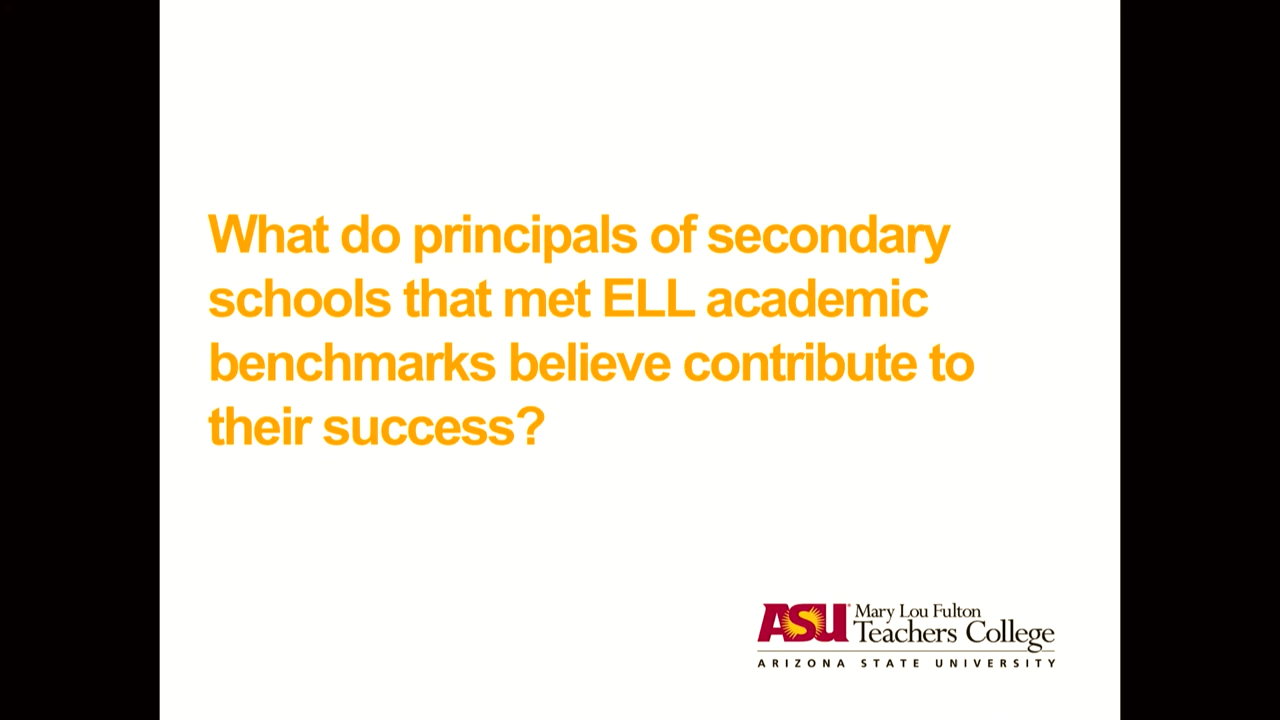 What do principals of secondary
schools that met ELL academic
benchmarks believe contribute to
their success?
ASU Mary Lou Fulton
Teachers College
ARIZONA STATE UNIVERSITY